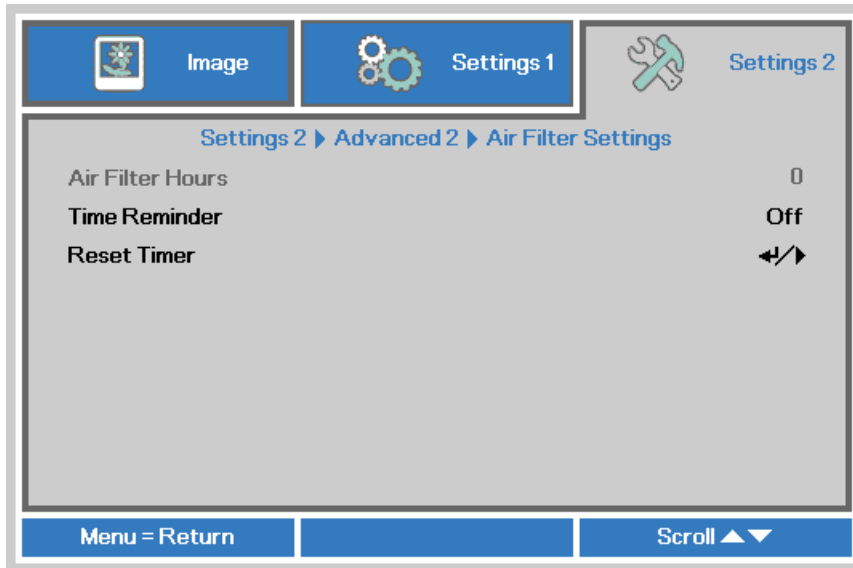 Image
Settings 1
Settings 2
Settings 2 ▶ Advanced 2 ▶ Air Filter Settings
Air Filter Hours 0
Time Reminder Off
Reset Timer ↵/▶
Menu = Return
Scroll ▲▼